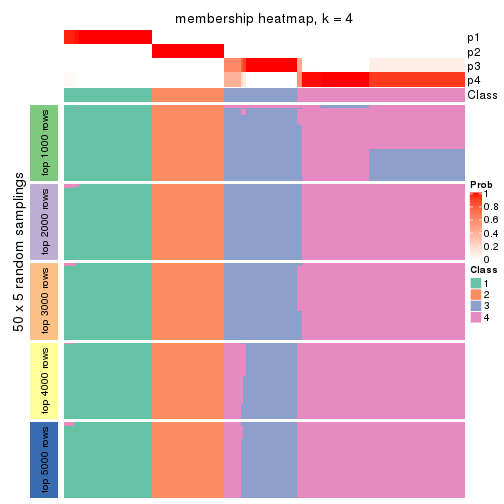 membership heatmap, k = 4
p1
p2
p3
p4
Class
50 x 5 random samplings
top 1000 rows
top 2000 rows
top 3000 rows
top 4000 rows
top 5000 rows
Prob
1
0.8
0.6
0.4
0.2
0
Class
1
2
3
4